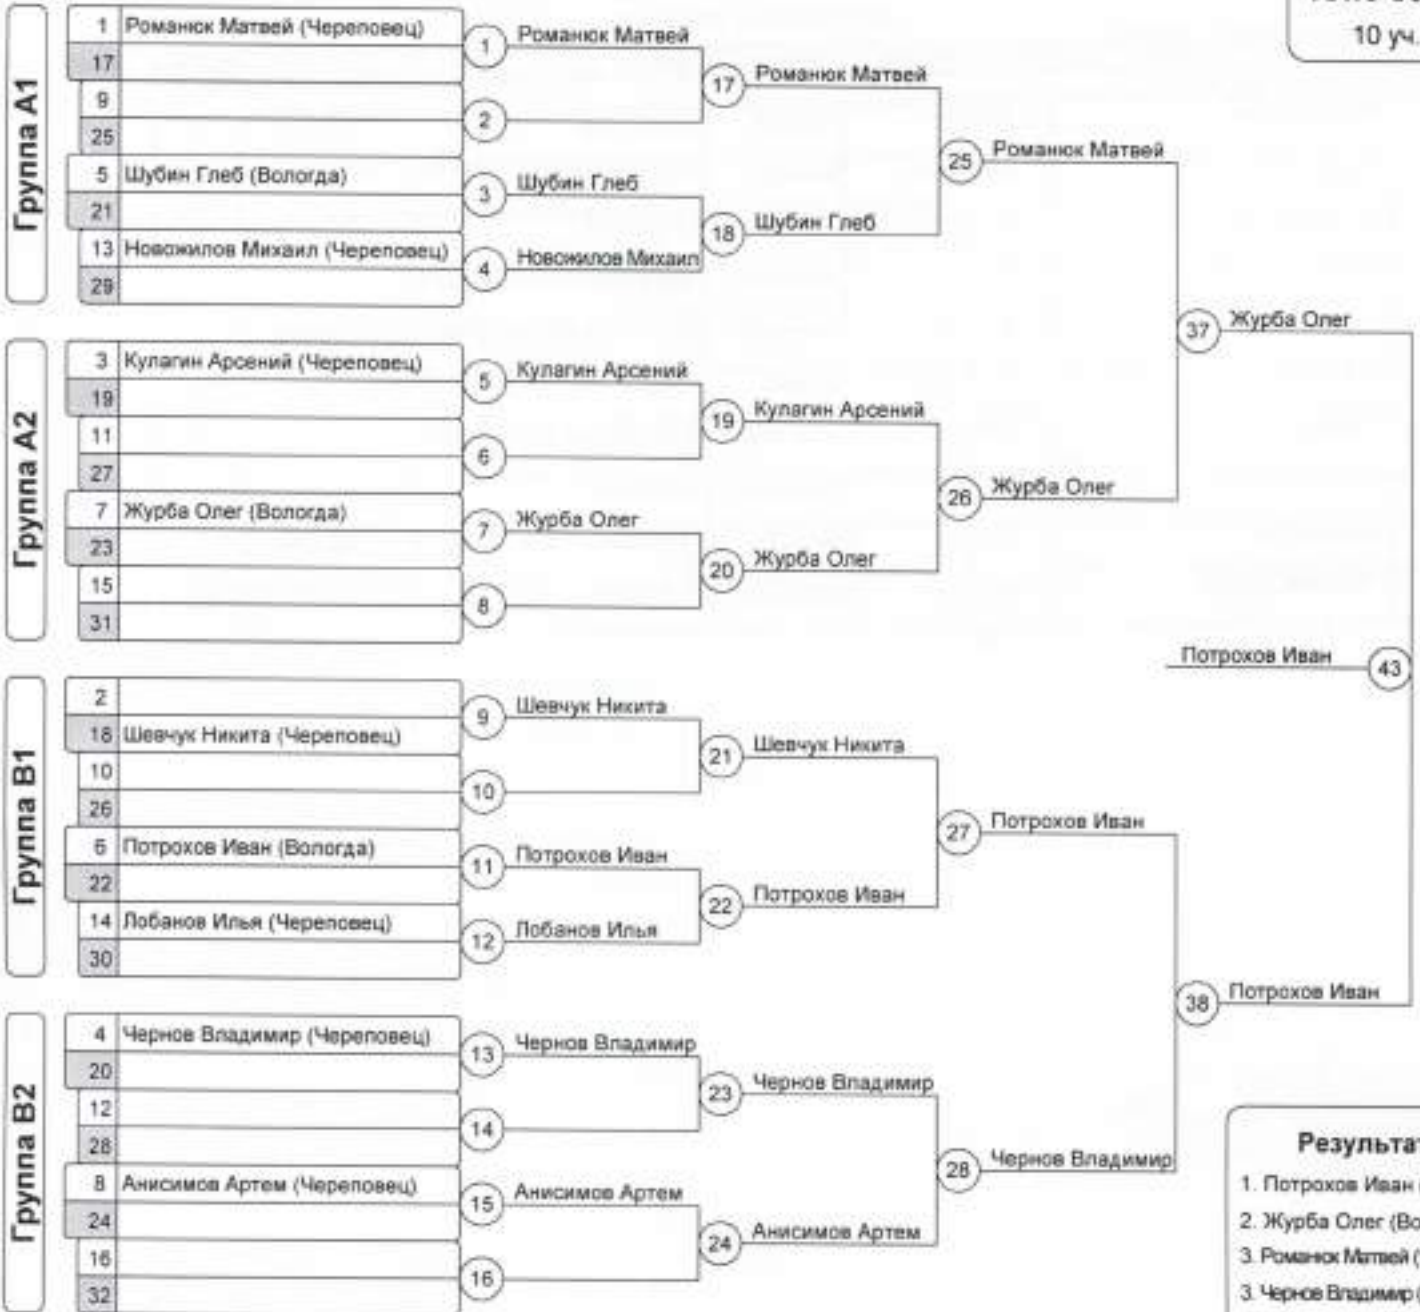 10 уч.
Группа А1
1 Романюк Матвей (Череповец)
17
9
25
5 Шубин Глеб (Вологда)
21
13 Новожилов Михаил (Череповец)
29
1 Романюк Матвей
2
3 Шубин Глеб
4 Новожилов Михаил
17 Романюк Матвей
18 Шубин Глеб
25 Романюк Матвей
Группа А2
3 Кулагин Арсений (Череповец)
19
11
27
7 Журба Олег (Вологда)
23
15
31
5 Кулагин Арсений
6
7 Журба Олег
8
19 Кулагин Арсений
20 Журба Олег
26 Журба Олег
37 Журба Олег
Потрохов Иван 43
Группа В1
2
18 Шевчук Никита (Череповец)
10
26
6 Потрохов Иван (Вологда)
22
14 Лобанов Илья (Череповец)
30
9 Шевчук Никита
10
11 Потрохов Иван
12 Лобанов Илья
21 Шевчук Никита
22 Потрохов Иван
27 Потрохов Иван
Группа В2
4 Чернов Владимир (Череповец)
20
12
28
8 Анисимов Артем (Череповец)
24
16
32
13 Чернов Владимир
14
15 Анисимов Артем
16
23 Чернов Владимир
24 Анисимов Артем
28 Чернов Владимир
38 Потрохов Иван
1. Потрохов Иван
2. Журба Олег
3. Романюк Матвей
3. Чернов Владимир